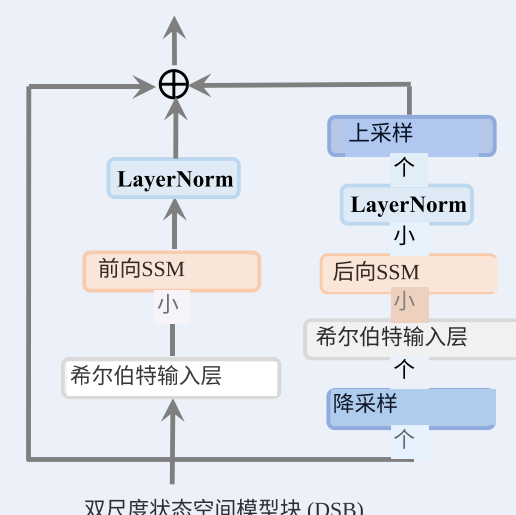 上采样
个
LayerNorm
LayerNorm
小
前向SSM
后向SSM
小
小
希尔伯特输入层
希尔伯特输入层
个
降采样
个
双尺度状态空间模型块 (DSB)